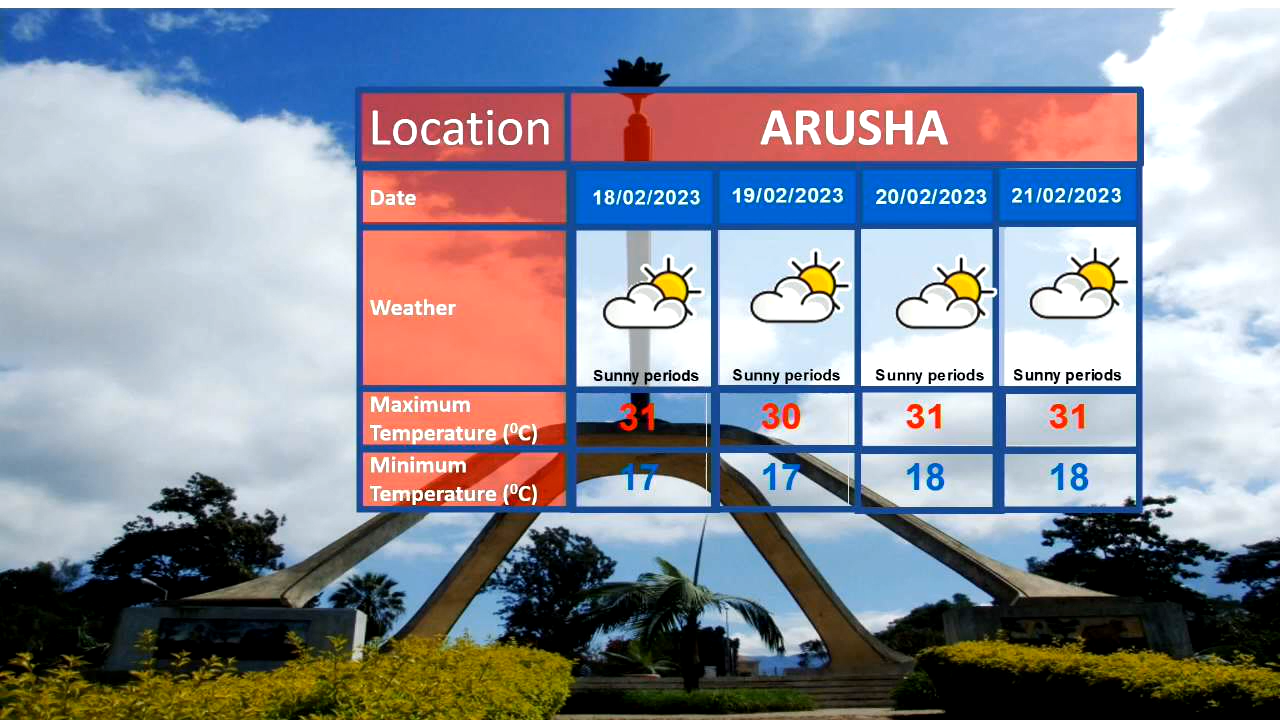 Location ARUSHA
Date 18/02/2023 19/02/2023 20/02/2023 21/02/2023
Weather Sunny periods Sunny periods Sunny periods Sunny periods
Maximum
Temperature (⁰C) 31 30 31 31
Minimum
Temperature (⁰C) 17 17 18 18